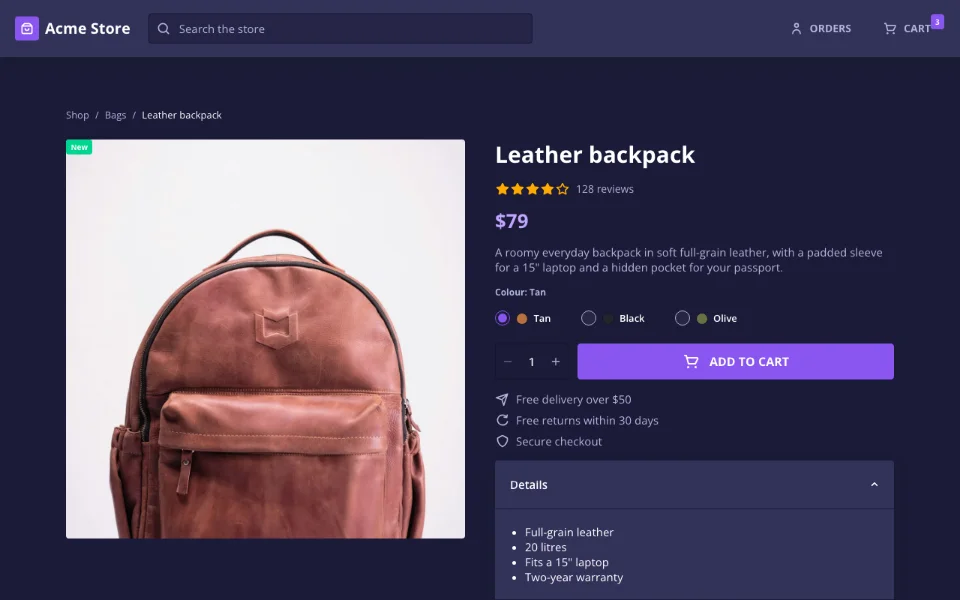 Acme Store
Search the store
ORDERS
CART
3
Shop / Bags / Leather backpack
New
Leather backpack
128 reviews
$79
A roomy everyday backpack in soft full-grain leather, with a padded sleeve
for a 15" laptop and a hidden pocket for your passport.
Colour: Tan
Tan
Black
Olive
− 1 +
ADD TO CART
Free delivery over $50
Free returns within 30 days
Secure checkout
Details
• Full-grain leather
• 20 litres
• Fits a 15" laptop
• Two-year warranty